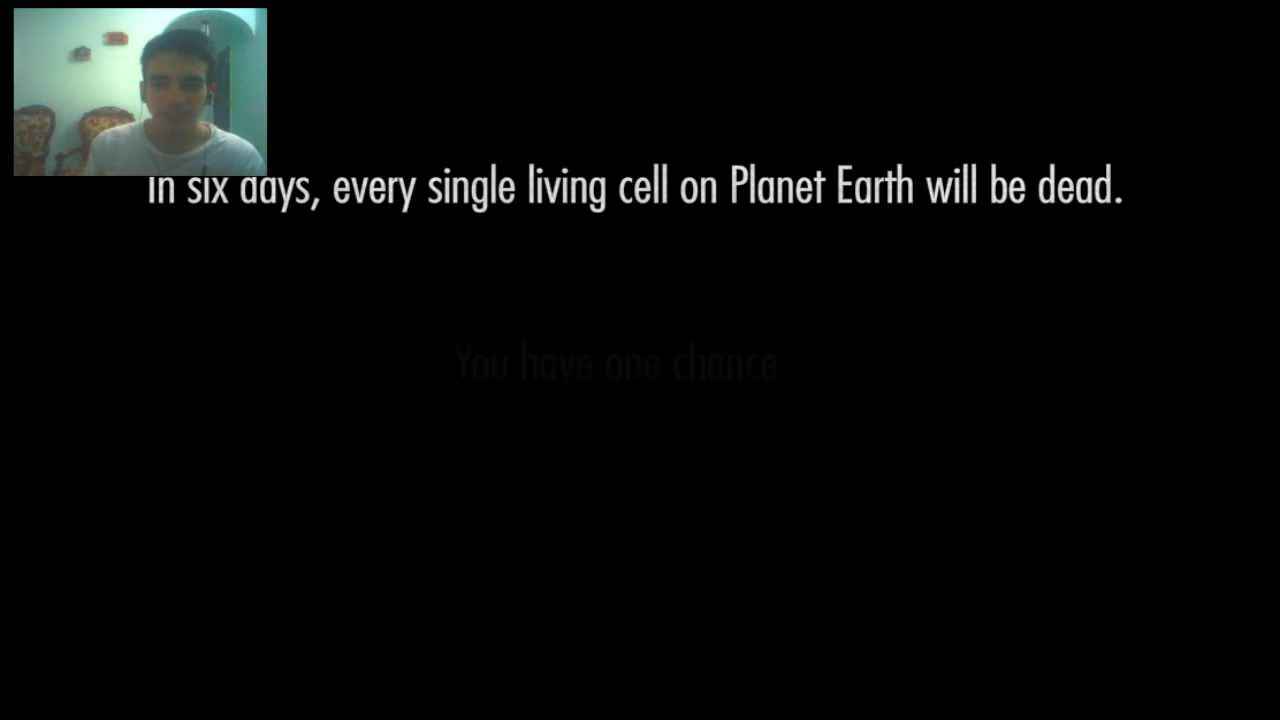 In six days, every single living cell on Planet Earth will be dead.
You have one chance.